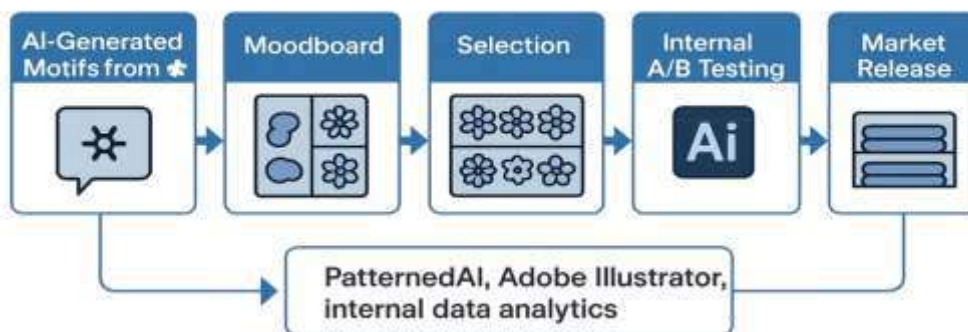 AI-Generated
Motifs from
Moodboard
Selection
Internal
A/B Testing
Market
Release
Ai
PatternedAI, Adobe Illustrator,
internal data analytics